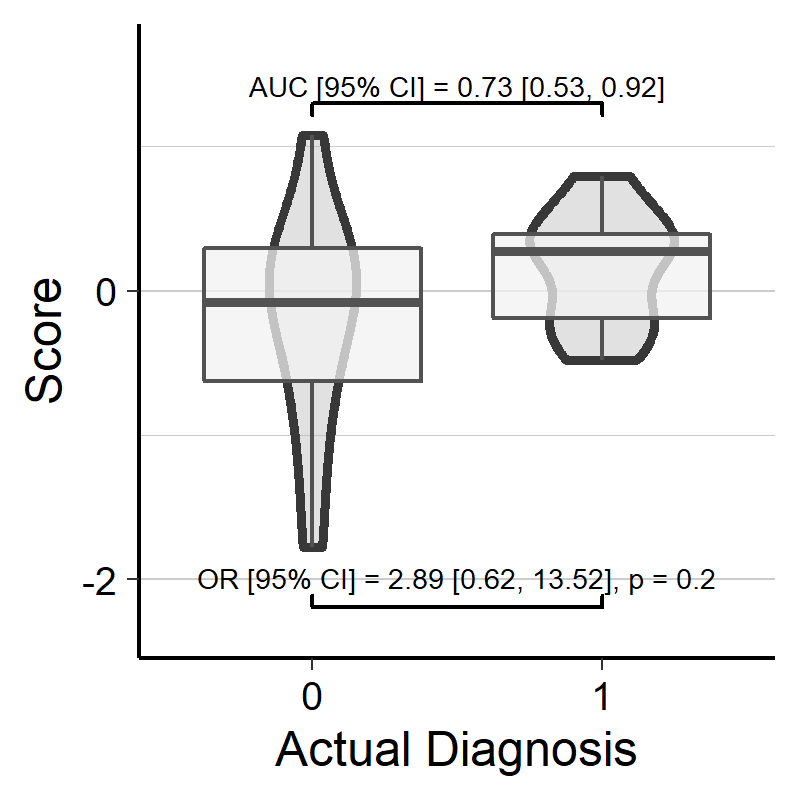 AUC [95% CI] = 0.73 [0.53, 0.92]
Score
0
-2
OR [95% CI] = 2.89 [0.62, 13.52], p = 0.2
0
1
Actual Diagnosis